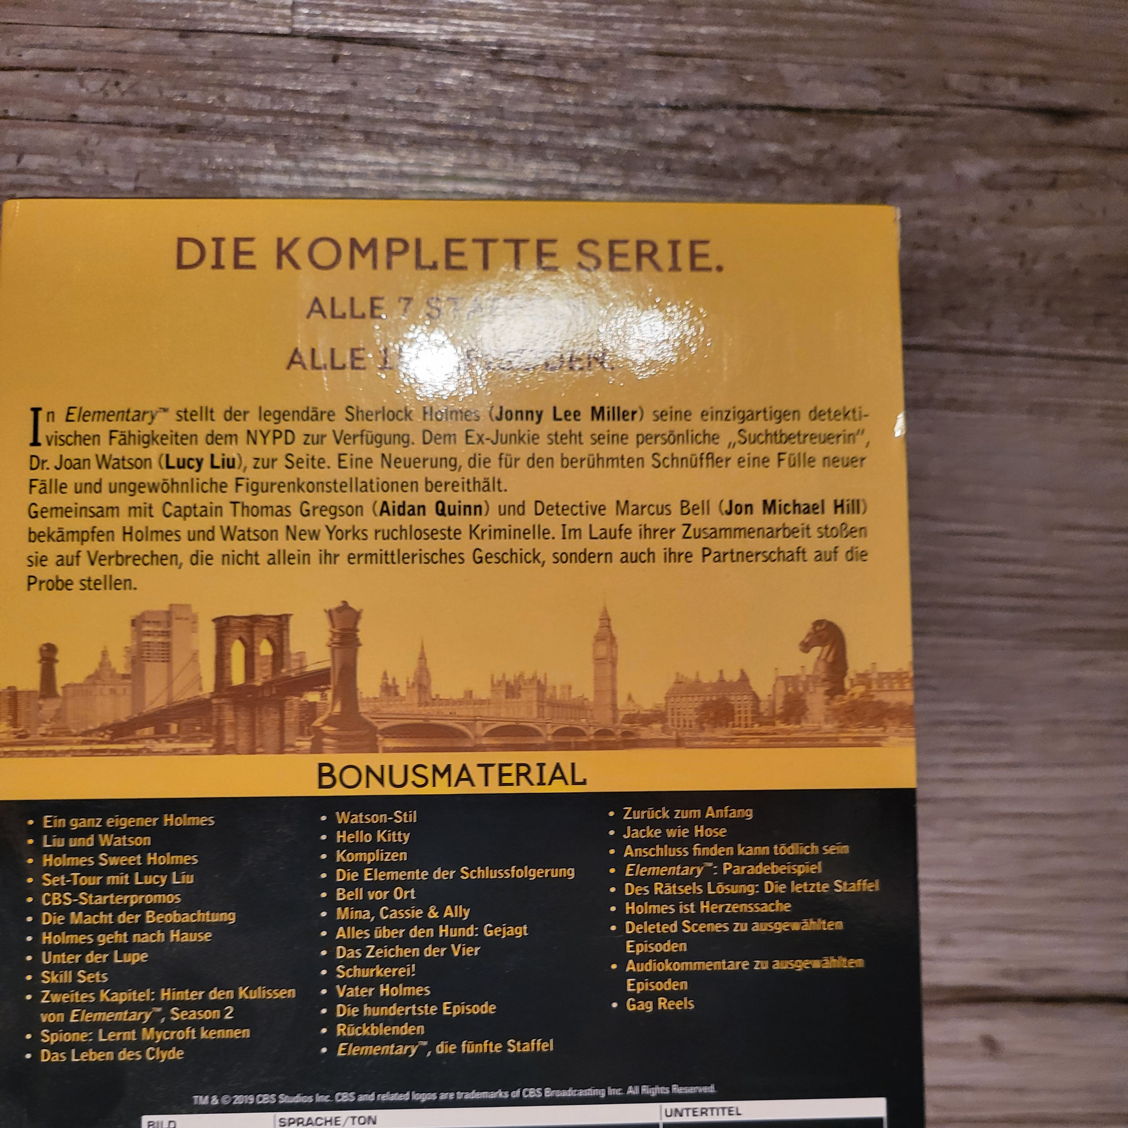 DIE KOMPLETTE SERIE.
ALLE 7
ALLE
In Elementary™ stellt der legendäre Sherlock Holmes (Jonny Lee Miller) seine einzigartigen detekti-
vischen Fähigkeiten dem NYPD zur Verfügung. Dem Ex-Junkie steht seine persönliche „Suchtbetreuerin“,
Dr. Joan Watson (Lucy Liu), zur Seite. Eine Neuerung, die für den berühmten Schnüffler eine Fülle neuer
Fälle und ungewöhnliche Figurenkonstellationen bereithält.
Gemeinsam mit Captain Thomas Gregson (Aidan Quinn) und Detective Marcus Bell (Jon Michael Hill)
bekämpfen Holmes und Watson New Yorks ruchloseste Kriminelle. Im Laufe ihrer Zusammenarbeit stoßen
sie auf Verbrechen, die nicht allein ihr ermittlerisches Geschick, sondern auch ihre Partnerschaft auf die
Probe stellen.
BONUSMATERIAL
• Ein ganz eigener Holmes
• Liu und Watson
• Holmes Sweet Holmes
• Set-Tour mit Lucy Liu
• CBS-Starterpromos
• Die Macht der Beobachtung
• Holmes geht nach Hause
• Unter der Lupe
• Skill Sets
• Zweites Kapitel: Hinter den Kulissen
von Elementary™, Season 2
• Spione: Lernt Mycroft kennen
• Das Leben des Clyde
• Watson-Stil
• Hello Kitty
• Komplizen
• Die Elemente der Schlussfolgerung
• Bell vor Ort
• Mina, Cassie & Ally
• Alles über den Hund: Gejagt
• Das Zeichen der Vier
• Schurkerei!
• Vater Holmes
• Die hundertste Episode
• Rückblenden
• Elementary™, die fünfte Staffel
• Zurück zum Anfang
• Jacke wie Hose
• Anschluss finden kann tödlich sein
• Elementary™: Paradebeispiel
• Des Rätsels Lösung: Die letzte Staffel
• Holmes ist Herzenssache
• Deleted Scenes zu ausgewählten
Episoden
• Audiokommentare zu ausgewählten
Episoden
• Gag Reels
TM & © 2019 CBS Studios Inc. CBS and related logos are trademarks of CBS Broadcasting Inc. All Rights Reserved.
BILD
SPRACHE/TON
UNTERTITEL